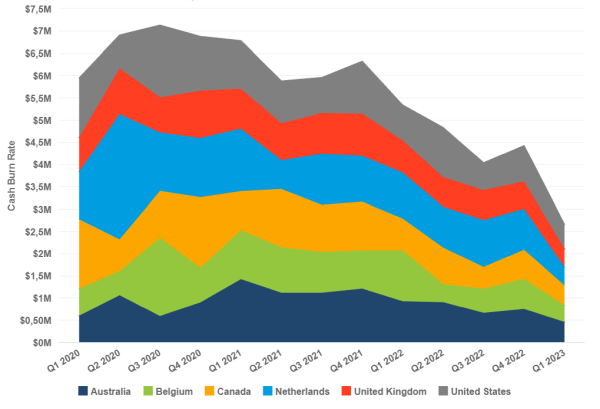 $7,5M
$7M
$6,5M
$6M
$5,5M
$5M
$4,5M
$4M
$3,5M
$3M
$2,5M
$2M
$1,5M
$1M
$0,50M
$0M
Cash Burn Rate
Q1 2020 Q2 2020 Q3 2020 Q4 2020 Q1 2021 Q2 2021 Q3 2021 Q4 2021 Q1 2022 Q2 2022 Q3 2022 Q4 2022 Q1 2023
Australia Belgium Canada Netherlands United Kingdom United States